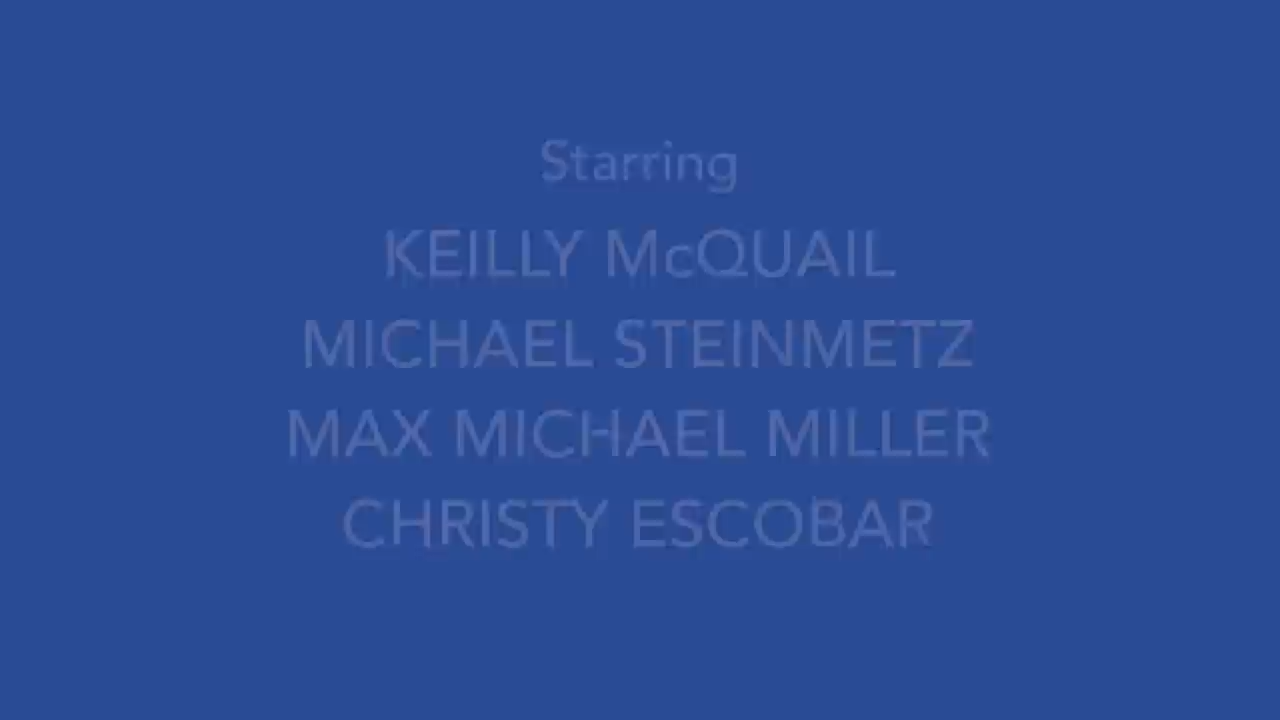 Starring
KEILLY McQUAIL
MICHAEL STEINMETZ
MAX MICHAEL MILLER
CHRISTY ESCOBAR